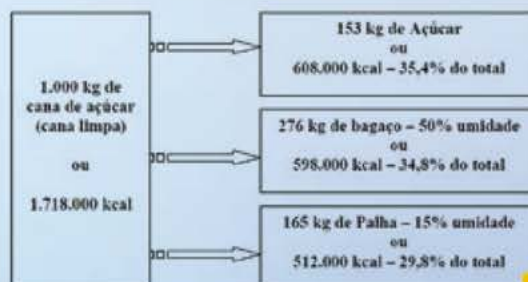 1.000 kg de
cana de açúcar
(cana limpa)
ou
1.718.000 kcal
153 kg de Açúcar
ou
608.000 kcal – 35,4% do total
276 kg de bagaço – 50% umidade
ou
598.000 kcal – 34,8% do total
165 kg de Palha – 15% umidade
ou
512.000 kcal – 29,8% do total